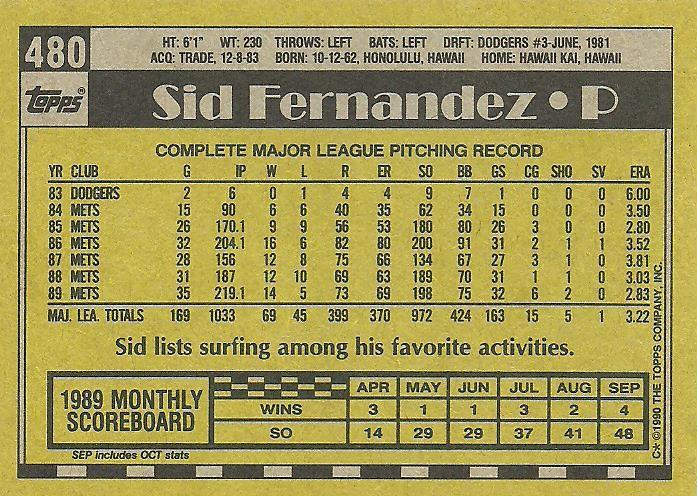 480
HT: 6'1" WT: 230 THROWS: LEFT BATS: LEFT DRFT: DODGERS #3-JUNE, 1981
ACQ: TRADE, 12-8-83 BORN: 10-12-62, HONOLULU, HAWAII HOME: HAWAII KAI, HAWAII
TOPPS® Sid Fernandez • P
COMPLETE MAJOR LEAGUE PITCHING RECORD
YR CLUB G IP W L R ER SO BB GS CG SHO SV ERA
83 DODGERS 2 6 0 1 4 4 9 7 1 0 0 0 6.00
84 METS 15 90 6 6 40 35 62 34 15 0 0 0 3.50
85 METS 26 170.1 9 9 56 53 180 80 26 3 0 0 2.80
86 METS 32 204.1 16 6 82 80 200 91 31 2 1 1 3.52
87 METS 28 156 12 8 75 66 134 67 27 3 1 0 3.81
88 METS 31 187 12 10 69 63 189 70 31 1 1 0 3.03
89 METS 35 219.1 14 5 73 69 198 75 32 6 2 0 2.83
MAJ. LEA. TOTALS 169 1033 69 45 399 370 972 424 163 15 5 1 3.22
Sid lists surfing among his favorite activities.
1989 MONTHLY
SCOREBOARD
APR MAY JUN JUL AUG SEP
WINS 3 1 1 3 2 4
SO 14 29 29 37 41 48
SEP includes OCT stats
C* ©1990 THE TOPPS COMPANY, INC.